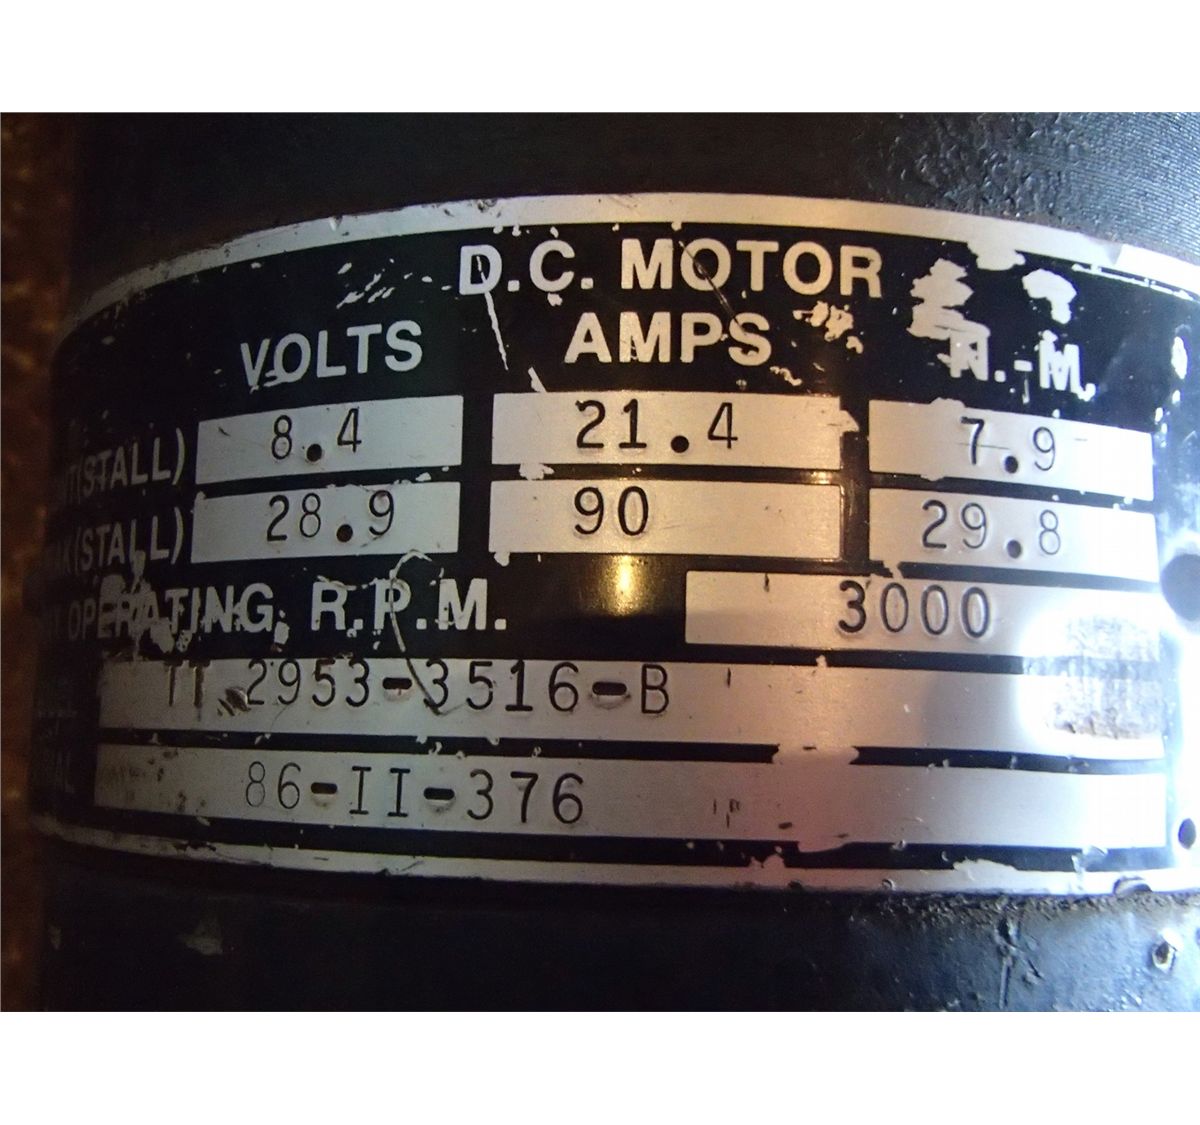 D.C. MOTOR
VOLTS AMPS N.-M.
(STALL) 8.4 21.4 7.9
(STALL) 28.9 90 29.8
OPERATING R.P.M. 3000
TT 2953-3516-B
86-II-376